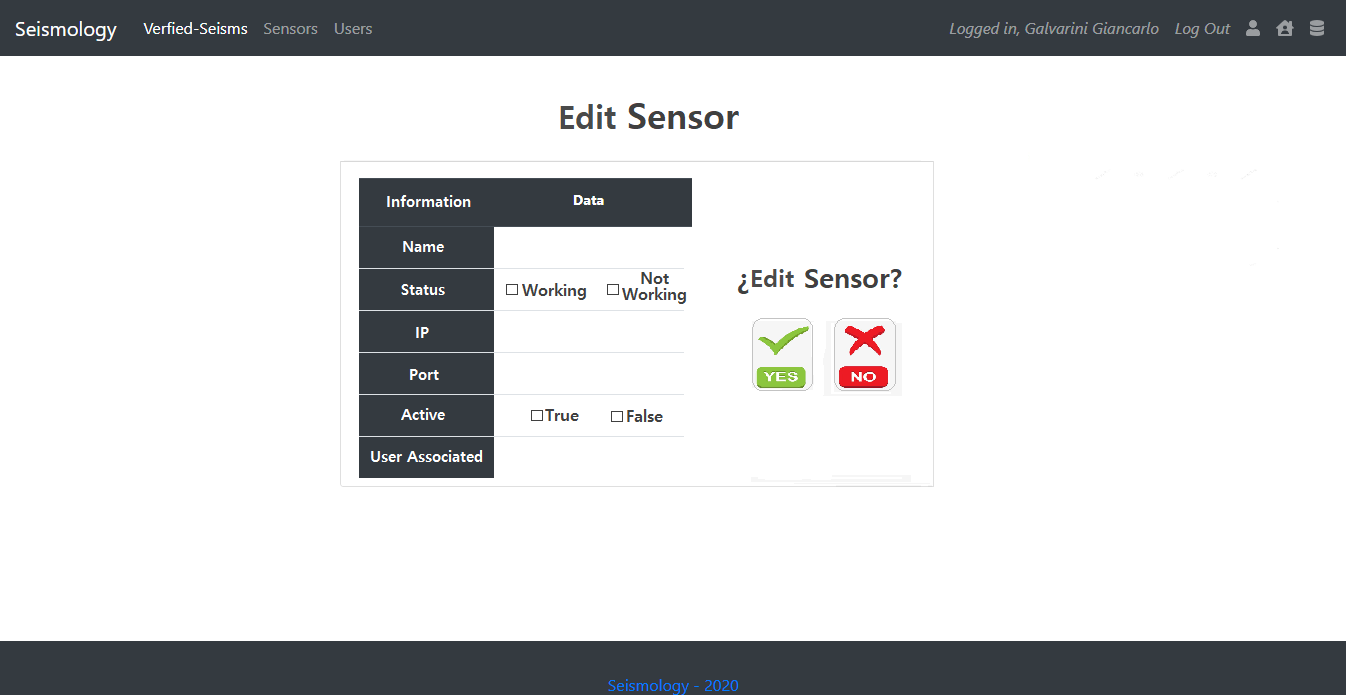 Seismology Verfied-Seisms Sensors Users Logged in, Galvarini Giancarlo Log Out
Edit Sensor
Information Data
Name
Status Working Not Working
IP
Port
Active True False
User Associated
¿Edit Sensor?
YES NO
Seismology - 2020